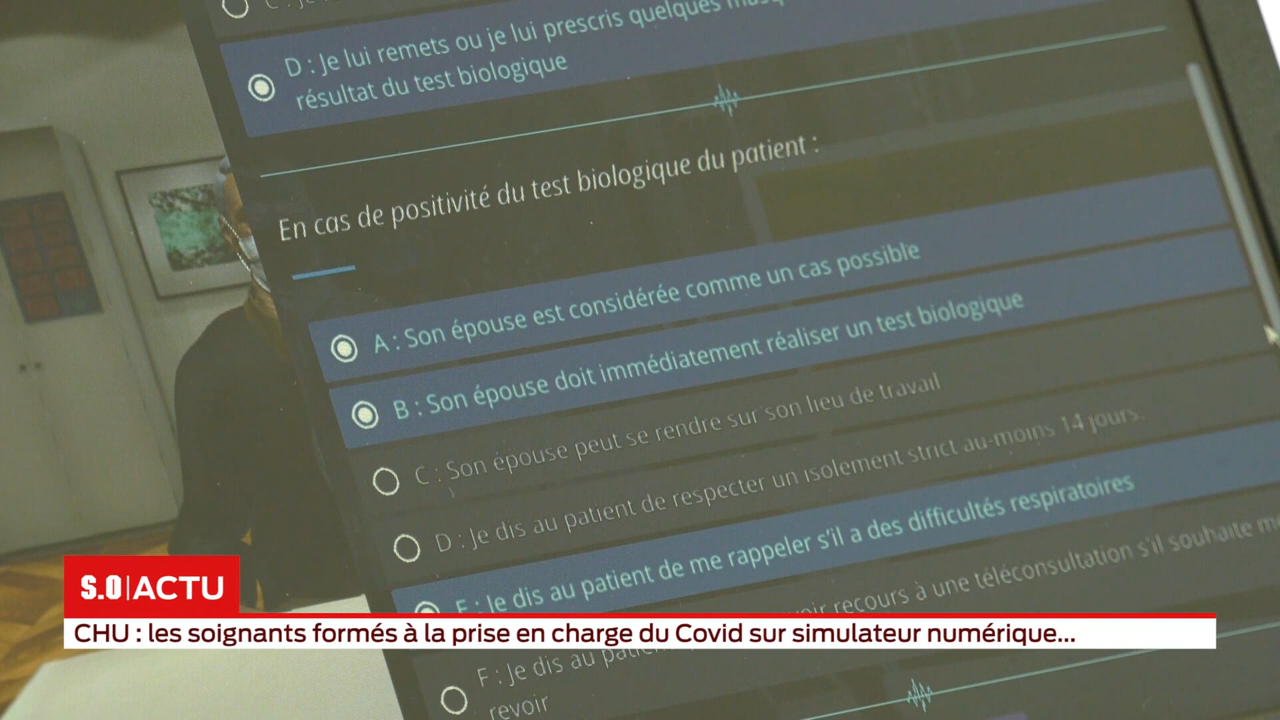 D : Je lui remets ou je lui prescris quelques
résultat du test biologique
En cas de positivité du test biologique du patient :
A : Son épouse est considérée comme un cas possible
B : Son épouse doit immédiatement réaliser un test biologique
C : Son épouse peut se rendre sur son lieu de travail
D : Je dis au patient de respecter un isolement strict au-moins 14 jours.
E : Je dis au patient de me rappeler s'il a des difficultés respiratoires
recours à une téléconsultation s'il souhaite
F : Je dis au
revoir
S.O|ACTU
CHU : les soignants formés à la prise en charge du Covid sur simulateur numérique...